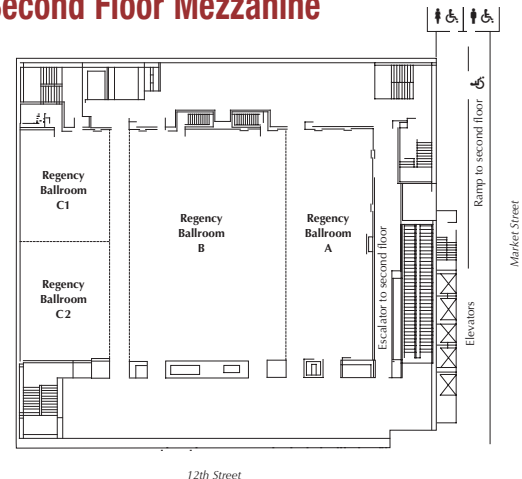 Second Floor Mezzanine
Regency
Ballroom
C1
Regency
Ballroom
B
Regency
Ballroom
A
Regency
Ballroom
C2
Escalator to second floor
Ramp to second floor
Elevators
Market Street
12th Street